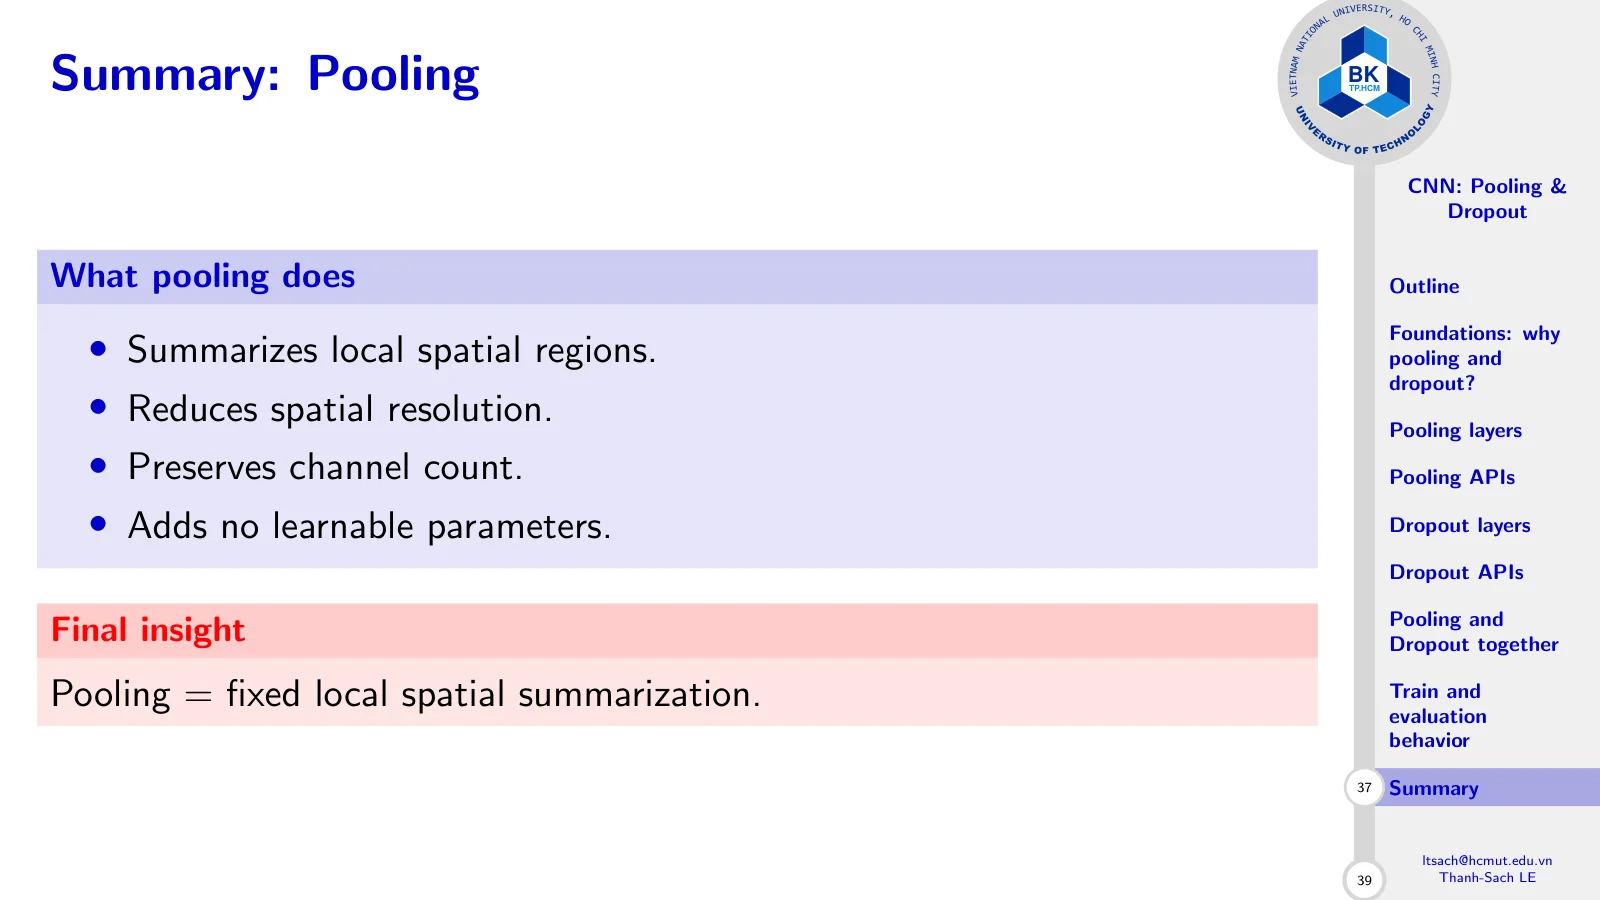 Summary: Pooling
What pooling does
• Summarizes local spatial regions.
• Reduces spatial resolution.
• Preserves channel count.
• Adds no learnable parameters.
Final insight
Pooling = fixed local spatial summarization.
VIETNAM NATIONAL UNIVERSITY, HO CHI MINH CITY
BK
TP.HCM
UNIVERSITY OF TECHNOLOGY
CNN: Pooling &
Dropout
Outline
Foundations: why
pooling and
dropout?
Pooling layers
Pooling APIs
Dropout layers
Dropout APIs
Pooling and
Dropout together
Train and
evaluation
behavior
37 Summary
ltsach@hcmut.edu.vn
Thanh-Sach LE
39